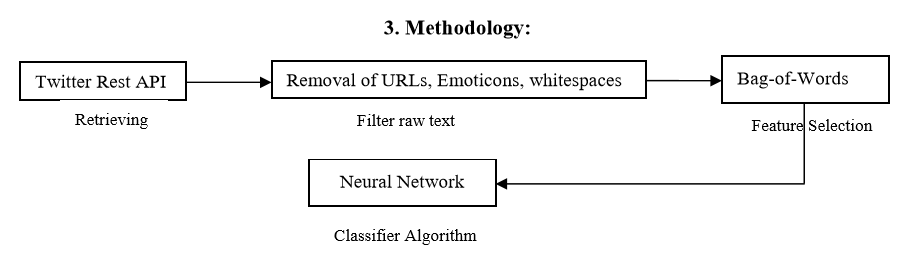 3. Methodology:
Twitter Rest API
Removal of URLs, Emoticons, whitespaces
Bag-of-Words
Retrieving
Filter raw text
Feature Selection
Neural Network
Classifier Algorithm